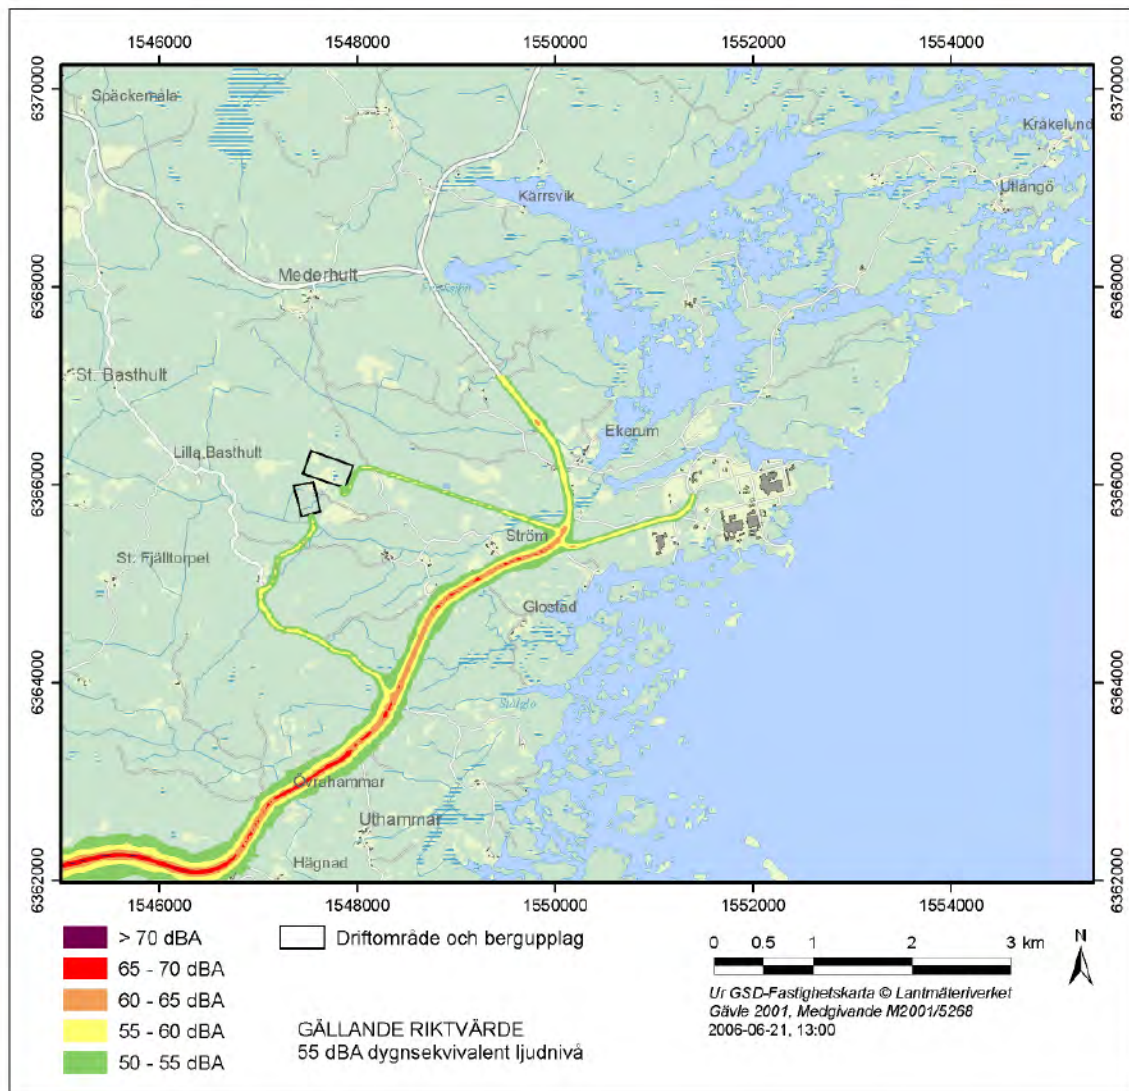 1546000 1548000 1550000 1552000 1554000
6370000 6370000
Späckemåla
Kråkelund
Utlångö
Kärrsvik
Mederhult
6368000 6368000
St. Basthult
Ekerum
Lilla Basthult
6366000 6366000
Ström
St. Fjälltorpet
Glostad
6364000 6364000
Övrahammar
Uthammar
Hägnad
6362000 6362000
1546000 1548000 1550000 1552000 1554000
> 70 dBA
65 - 70 dBA
60 - 65 dBA
55 - 60 dBA
50 - 55 dBA
Driftområde och bergupplag
GÄLLANDE RIKTVÄRDE
55 dBA dygnsekvivalent ljudnivå
0 0.5 1 2 3 km
N
Ur GSD-Fastighetskarta © Lantmäteriverket
Gävle 2001, Medgivande M2001/5268
2006-06-21, 13:00